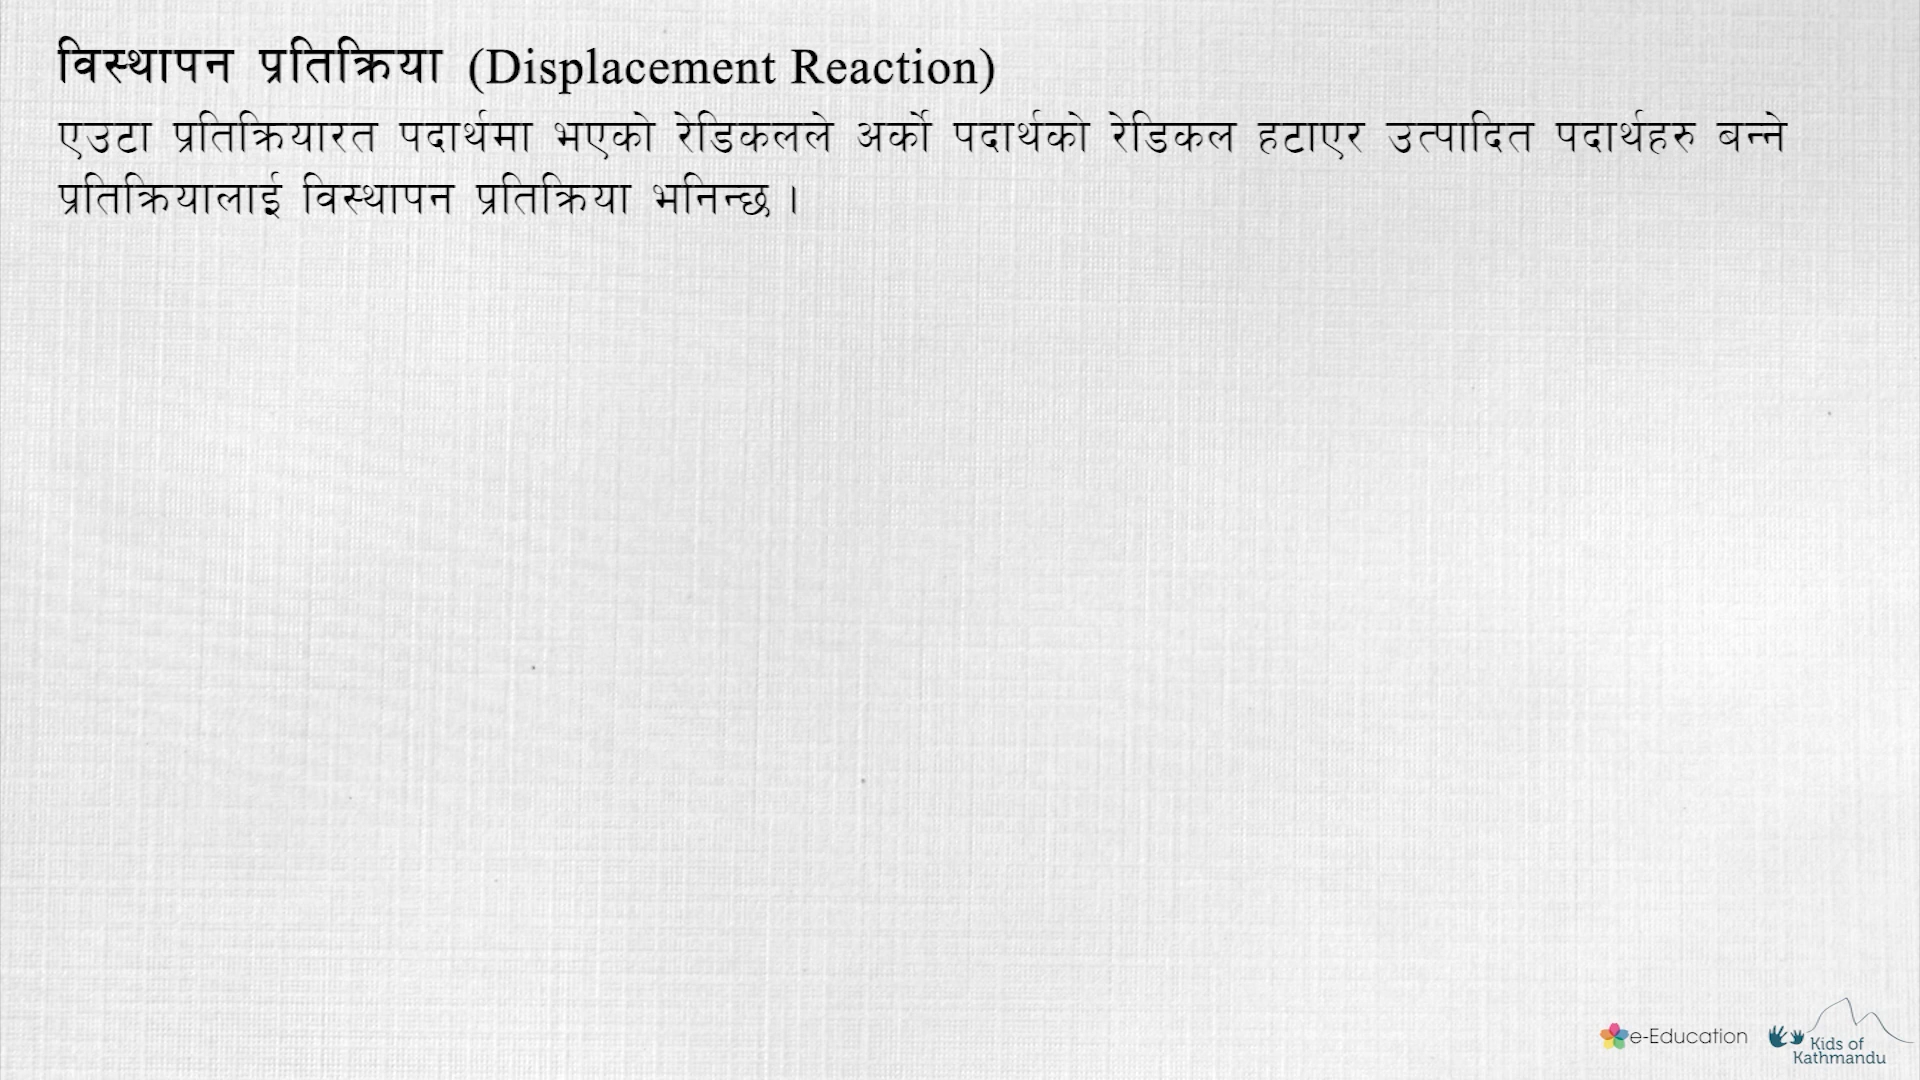 विस्थापन प्रतिक्रिया (Displacement Reaction)
एउटा प्रतिक्रियारत पदार्थमा भएको रेडिकलले अर्को पदार्थको रेडिकल हटाएर उत्पादित पदार्थहरु बन्ने
प्रतिक्रियालाई विस्थापन प्रतिक्रिया भनिन्छ ।
e-Education
Kids of
Kathmandu